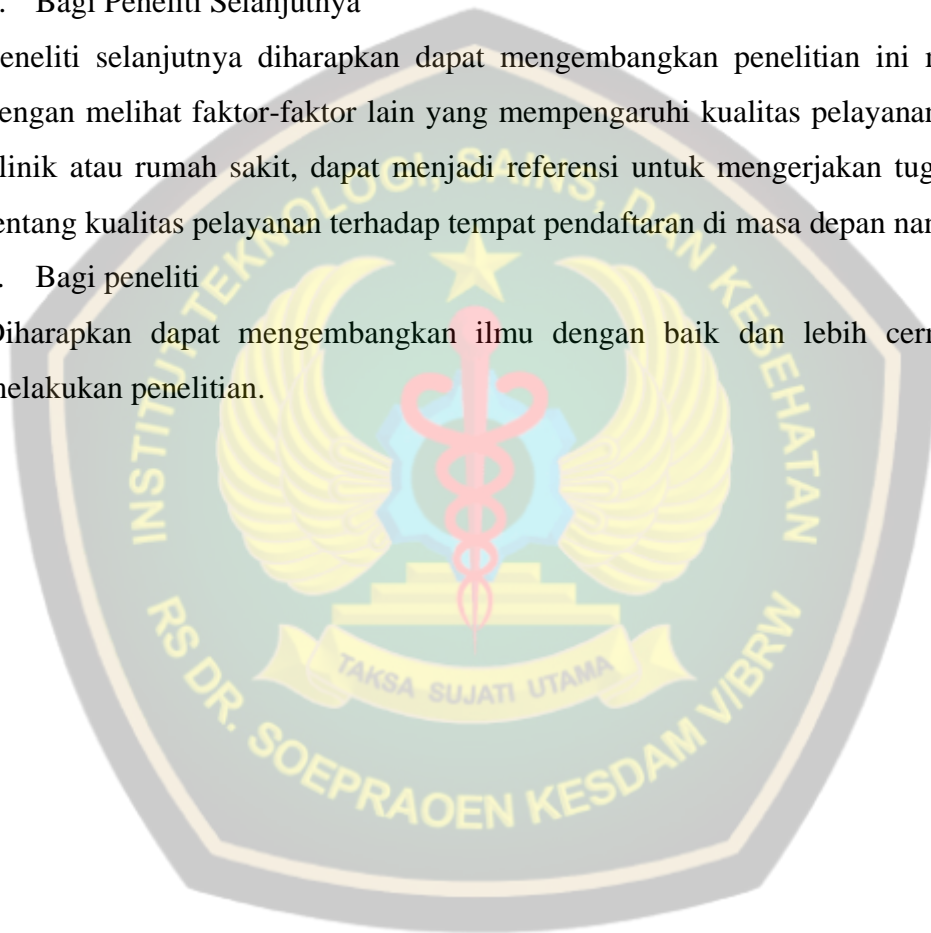 . Bagi Peneliti Selanjutnya
eneliti selanjutnya diharapkan dapat mengembangkan penelitian ini
engan melihat faktor-faktor lain yang mempengaruhi kualitas pelayanan
linik atau rumah sakit, dapat menjadi referensi untuk mengerjakan tug
entang kualitas pelayanan terhadap tempat pendaftaran di masa depan nan
. Bagi peneliti
Diharapkan dapat mengembangkan ilmu dengan baik dan lebih cerm
melakukan penelitian.
INSTITUT TEKNOLOGI, SAINS, DAN KESEHATAN
TAKSA SUJATI UTAMA
RS DR. SOEPRAOEN KESDAM V/BRW